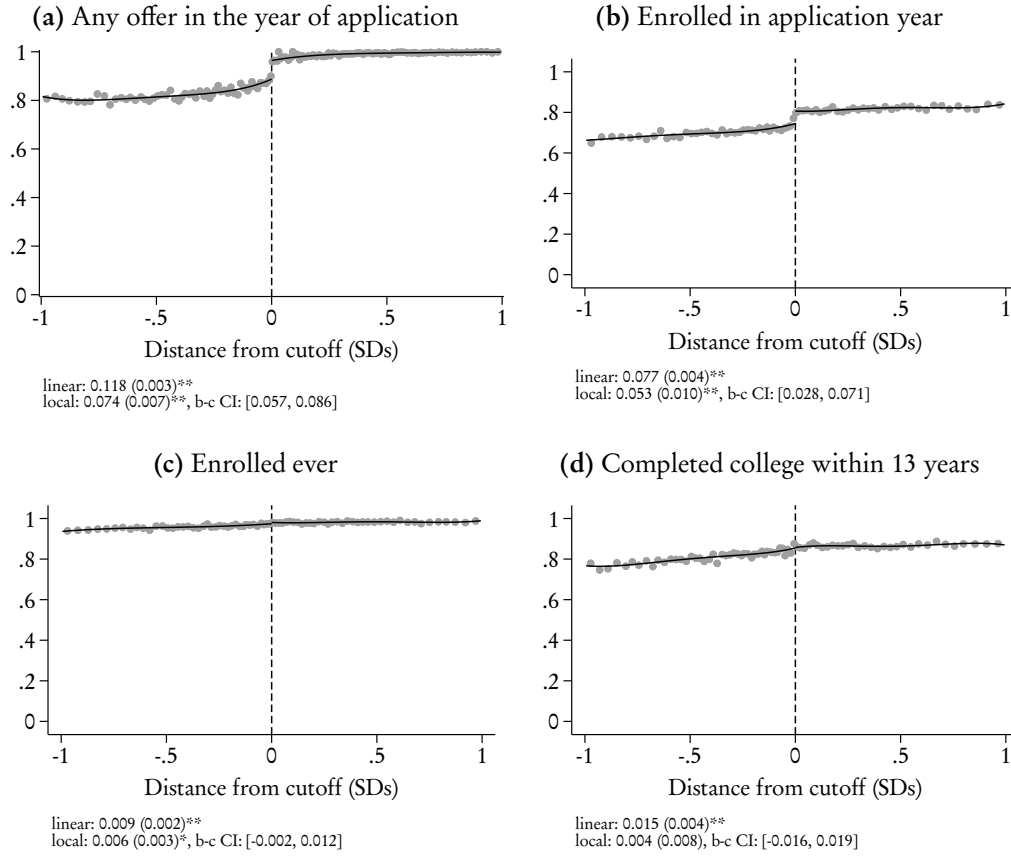 (a) Any offer in the year of application
1
.8
.6
.4
.2
0
-1 -.5 0 .5 1
Distance from cutoff (SDs)
linear: 0.118 (0.003)**
local: 0.074 (0.007)**, b-c CI: [0.057, 0.086]
(b) Enrolled in application year
1
.8
.6
.4
.2
0
-1 -.5 0 .5 1
Distance from cutoff (SDs)
linear: 0.077 (0.004)**
local: 0.053 (0.010)**, b-c CI: [0.028, 0.071]
(c) Enrolled ever
1
.8
.6
.4
.2
0
-1 -.5 0 .5 1
Distance from cutoff (SDs)
linear: 0.009 (0.002)**
local: 0.006 (0.003)*, b-c CI: [-0.002, 0.012]
(d) Completed college within 13 years
1
.8
.6
.4
.2
0
-1 -.5 0 .5 1
Distance from cutoff (SDs)
linear: 0.015 (0.004)**
local: 0.004 (0.008), b-c CI: [-0.016, 0.019]